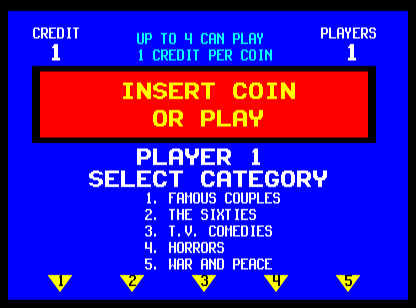 CREDIT UP TO 4 CAN PLAY PLAYERS
1 1 CREDIT PER COIN 1
INSERT COIN
OR PLAY
PLAYER 1
SELECT CATEGORY
1. FAMOUS COUPLES
2. THE SIXTIES
3. T.V. COMEDIES
4. HORRORS
5. WAR AND PEACE
1 2 3 4 5